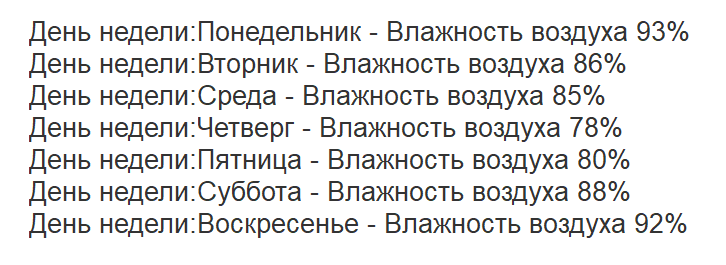 День недели:Понедельник - Влажность воздуха 93%
День недели:Вторник - Влажность воздуха 86%
День недели:Среда - Влажность воздуха 85%
День недели:Четверг - Влажность воздуха 78%
День недели:Пятница - Влажность воздуха 80%
День недели:Суббота - Влажность воздуха 88%
День недели:Воскресенье - Влажность воздуха 92%